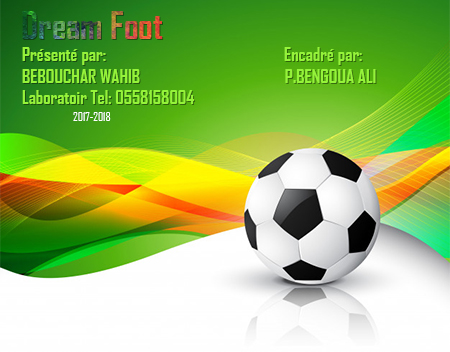 Dream Foot
Présenté par:
Encadré par:
BEBOUCHAR WAHIB
P.BENGOUA ALI
Laboratoir Tel: 0558158004
2017-2018